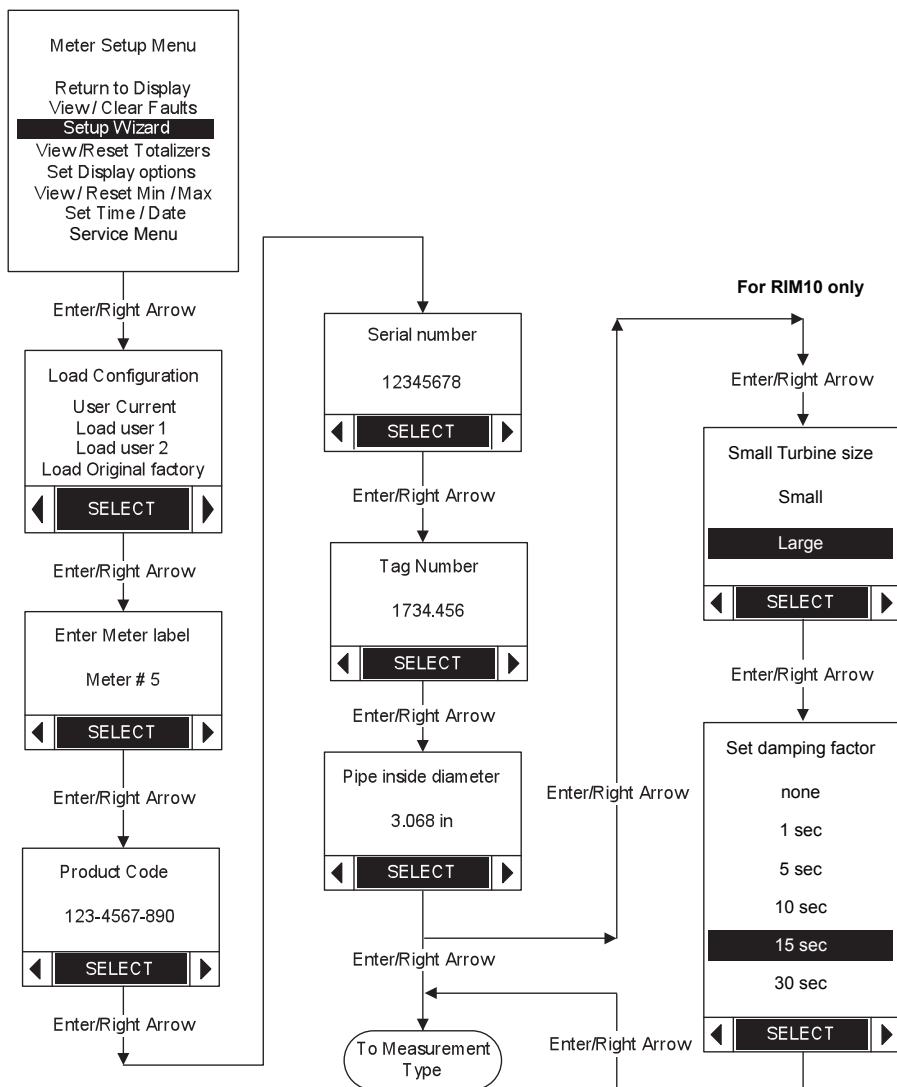 Meter Setup Menu
Return to Display
View / Clear Faults
Setup Wizard
View /Reset Totalizers
Set Display options
View / Reset Min / Max
Set Time / Date
Service Menu
Enter/Right Arrow
Load Configuration
User Current
Load user 1
Load user 2
Load Original factory
SELECT
Enter/Right Arrow
Enter Meter label
Meter # 5
SELECT
Enter/Right Arrow
Product Code
123-4567-890
SELECT
Enter/Right Arrow
Serial number
12345678
SELECT
Enter/Right Arrow
Tag Number
1734.456
SELECT
Enter/Right Arrow
Pipe inside diameter
3.068 in
SELECT
Enter/Right Arrow
To Measurement
Type
Enter/Right Arrow
For RIM10 only
Enter/Right Arrow
Small Turbine size
Small
Large
SELECT
Enter/Right Arrow
Set damping factor
none
1 sec
5 sec
10 sec
15 sec
30 sec
SELECT
Enter/Right Arrow